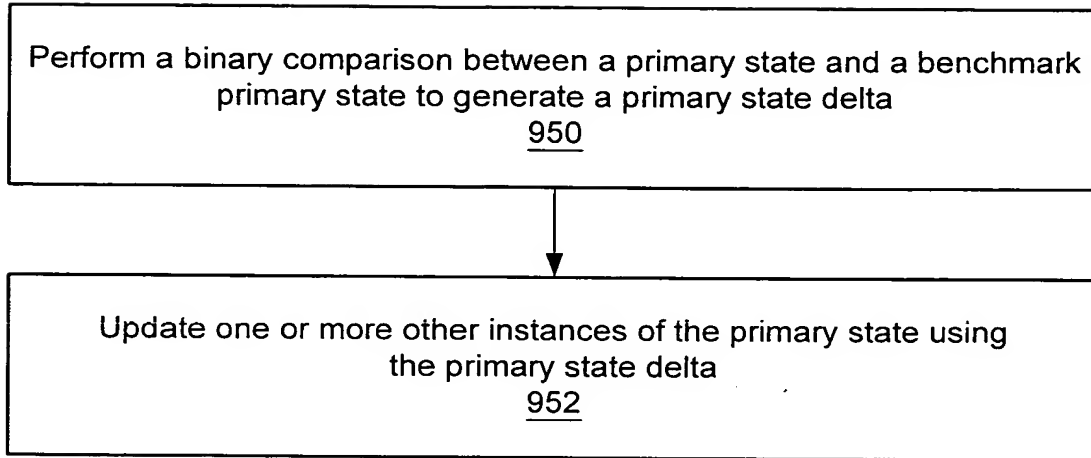 Perform a binary comparison between a primary state and a benchmark
primary state to generate a primary state delta
950
Update one or more other instances of the primary state using
the primary state delta
952